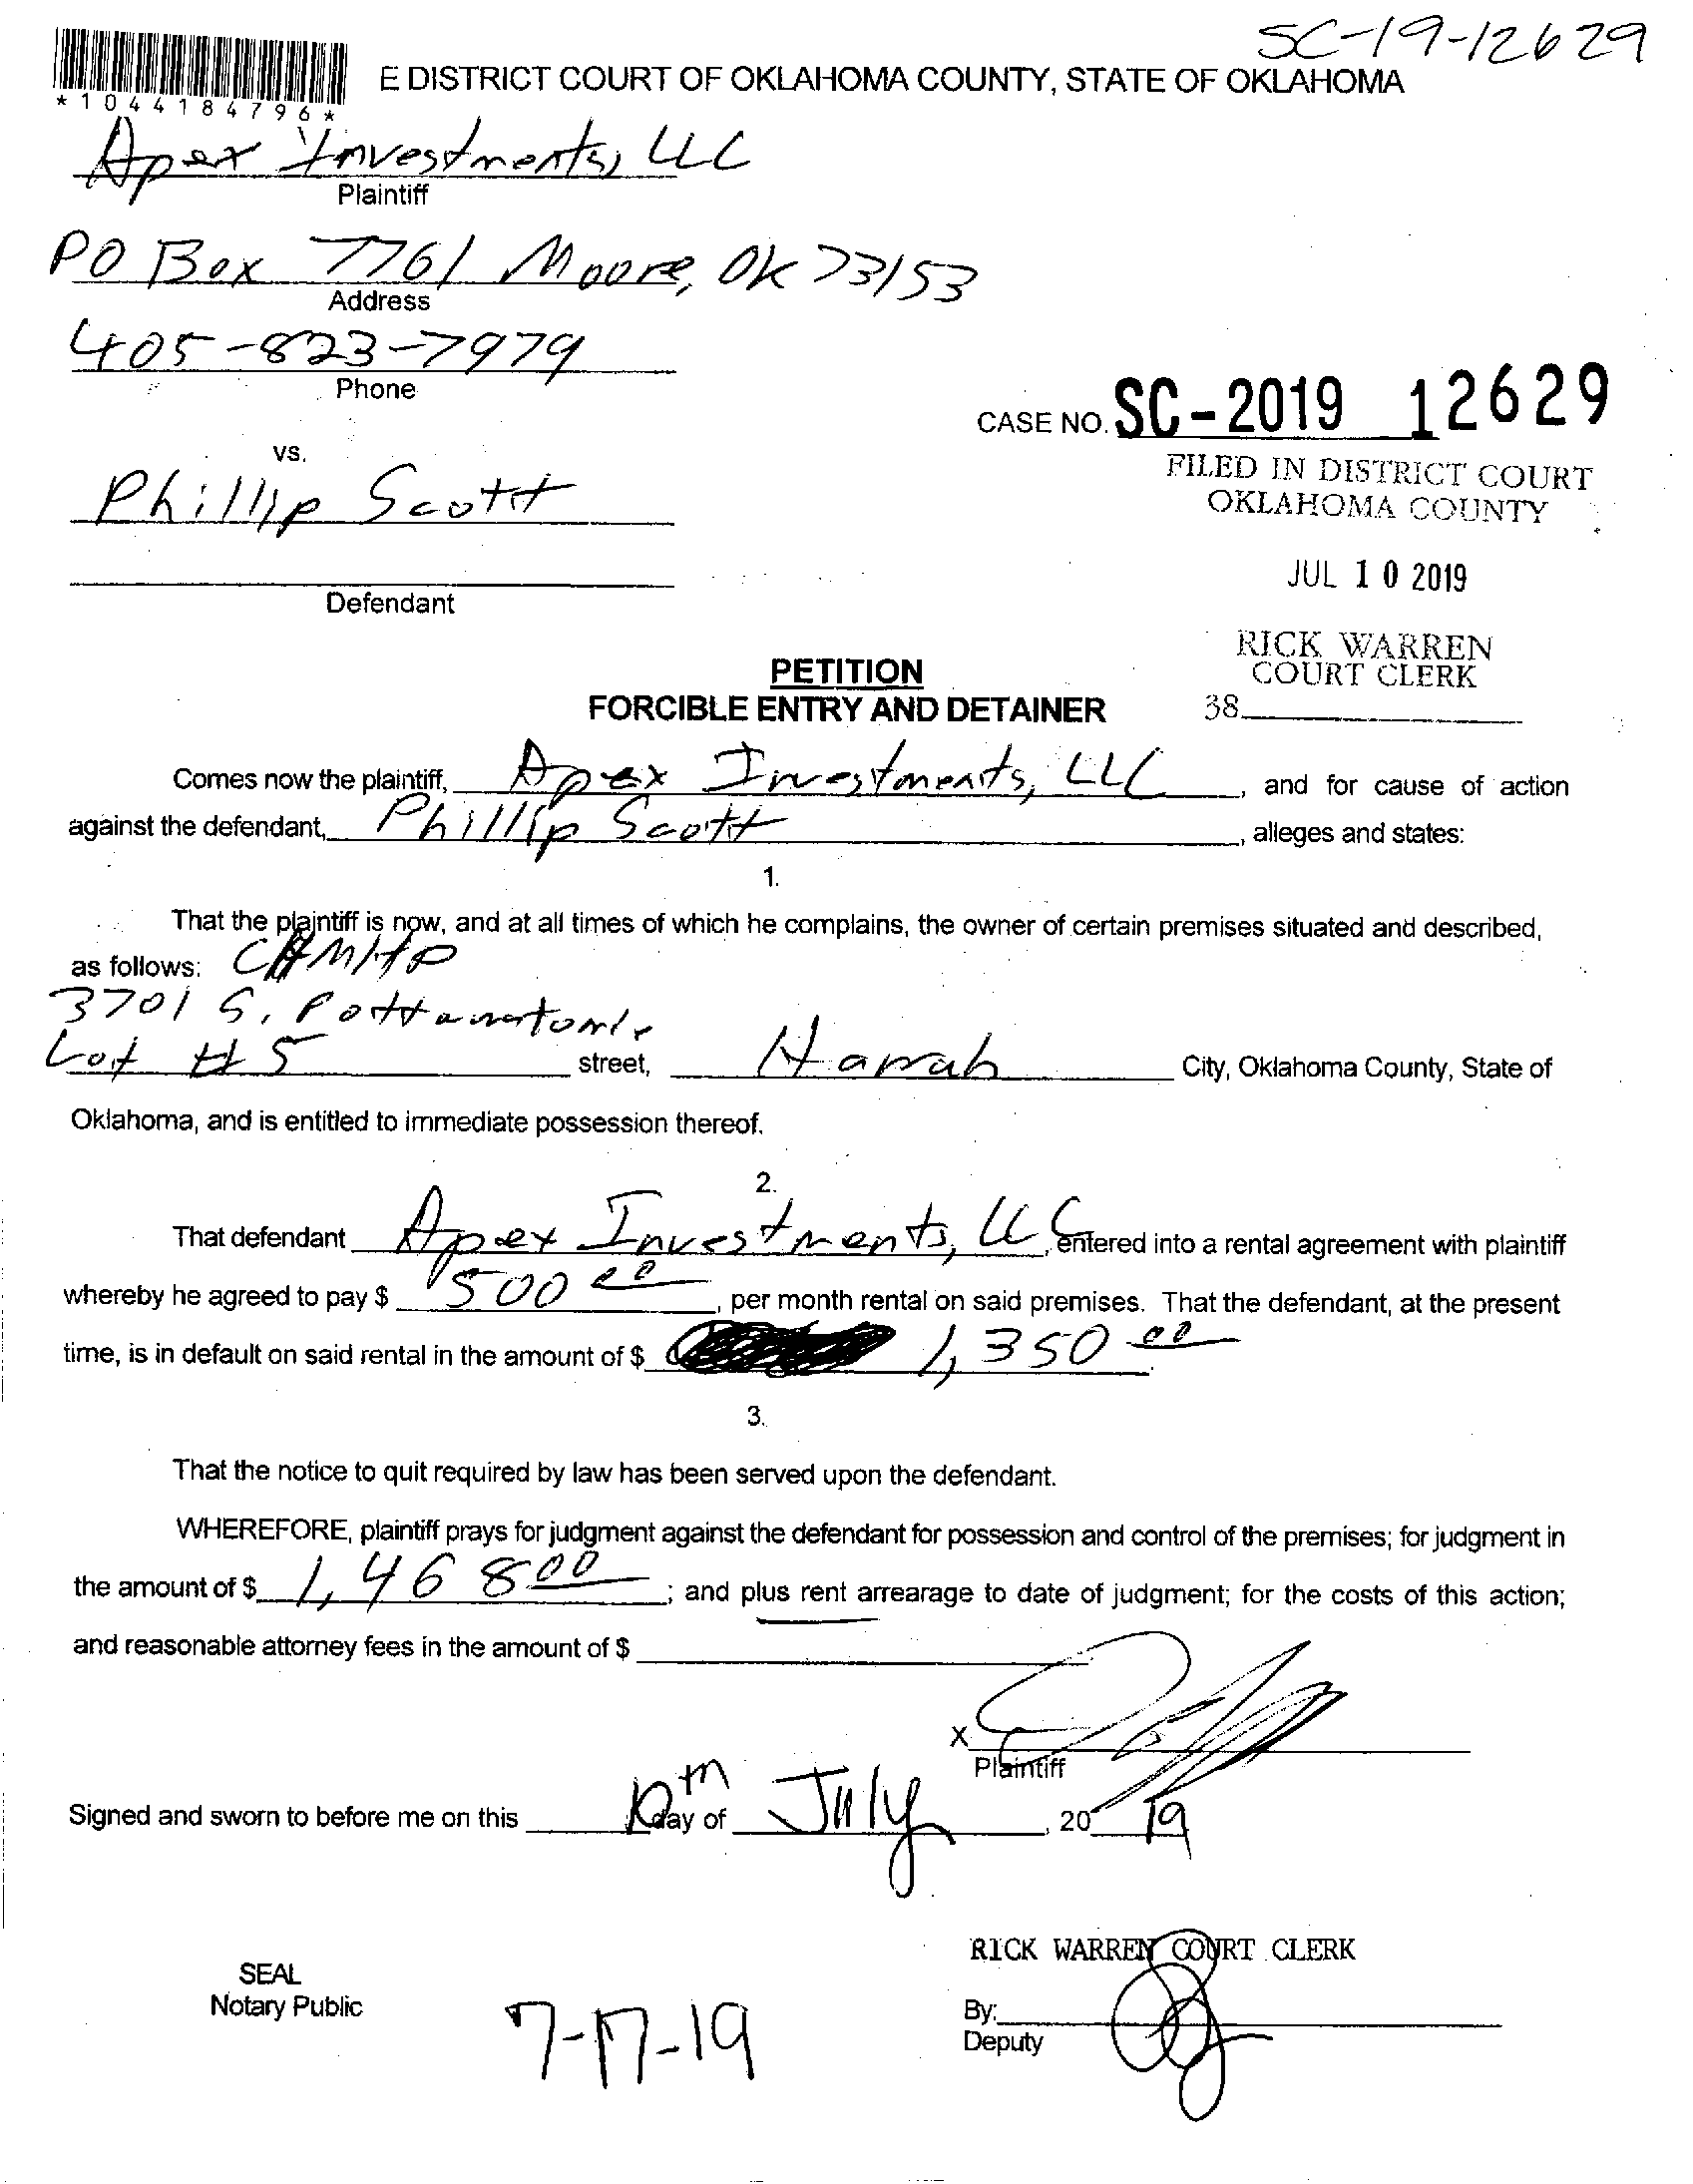 SC-19-12629
*1044184796*
E DISTRICT COURT OF OKLAHOMA COUNTY, STATE OF OKLAHOMA
Apex Investments, LLC
Plaintiff
PO Box 7761 Moore, OK 73153
Address
405-823-7979
Phone
CASE NO. SC-2019 12629
vs.
FILED IN DISTRICT COURT
OKLAHOMA COUNTY
Phillip Scott
JUL 10 2019
Defendant
RICK WARREN
COURT CLERK
38
PETITION
FORCIBLE ENTRY AND DETAINER
Comes now the plaintiff, Apex Investments, LLC, and for cause of action
against the defendant, Phillip Scott, alleges and states:
1.
That the plaintiff is now, and at all times of which he complains, the owner of certain premises situated and described,
as follows: CHMHP
3701 S. Pottawatomie
Lot #5 street, Harrah City, Oklahoma County, State of
Oklahoma, and is entitled to immediate possession thereof.
2.
That defendant Apex Investments, LLC, entered into a rental agreement with plaintiff
whereby he agreed to pay $ 500 00, per month rental on said premises. That the defendant, at the present
time, is in default on said rental in the amount of $ 1,350 00.
3.
That the notice to quit required by law has been served upon the defendant.
WHEREFORE, plaintiff prays for judgment against the defendant for possession and control of the premises; for judgment in
the amount of $ 1,468 00; and plus rent arrearage to date of judgment; for the costs of this action;
and reasonable attorney fees in the amount of $
X
Plaintiff
Signed and sworn to before me on this 10th day of July, 20 19
RICK WARREN COURT CLERK
SEAL
Notary Public
7-17-19
By:
Deputy